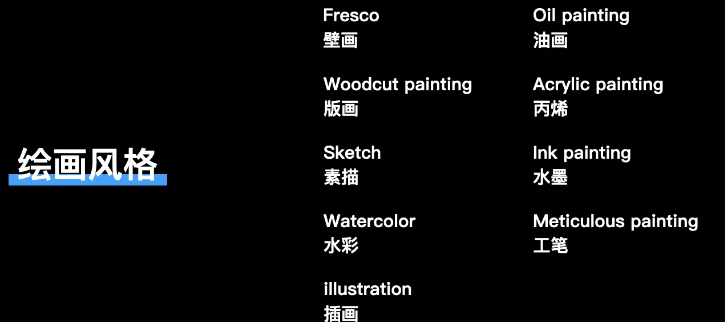 绘画风格
Fresco
壁画
Oil painting
油画
Woodcut painting
版画
Acrylic painting
丙烯
Sketch
素描
Ink painting
水墨
Watercolor
水彩
Meticulous painting
工笔
illustration
插画